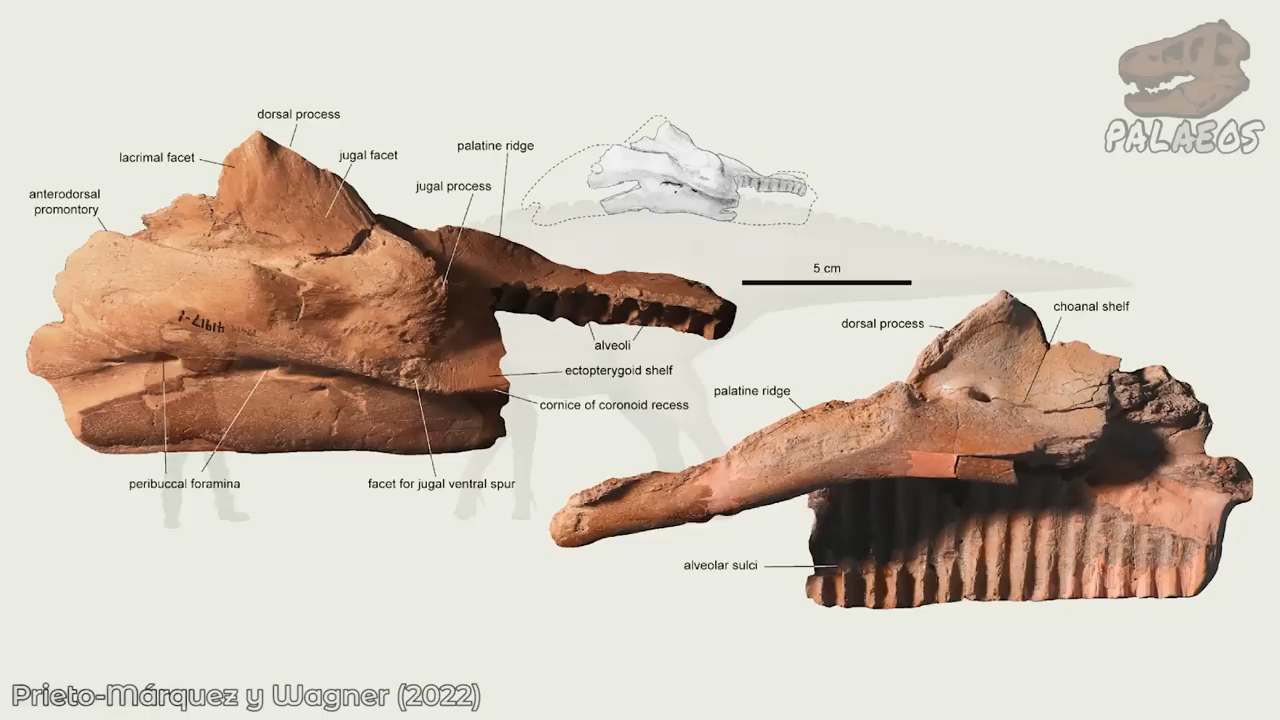 PALAEOS
dorsal process
lacrimal facet
jugal facet
palatine ridge
jugal process
anterodorsal
promontory
5 cm
alveoli
ectopterygoid shelf
cornice of coronoid recess
peribuccal foramina
facet for jugal ventral spur
dorsal process
choanal shelf
palatine ridge
alveolar sulci
Prieto-Márquez y Wagner (2022)